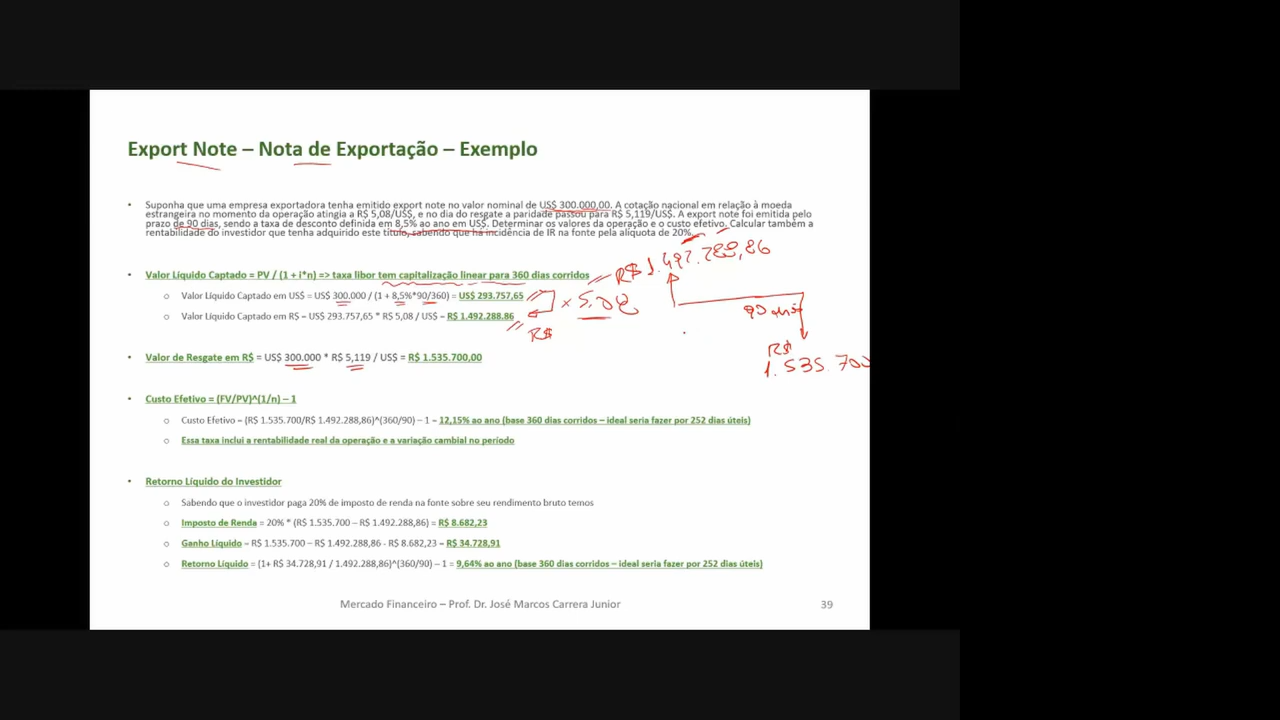 Export Note – Nota de Exportação – Exemplo
• Suponha que uma empresa exportadora tenha emitido export note no valor nominal de US$ 300.000,00. A cotação nacional em relação à moeda
estrangeira no momento da operação atingia a R$ 5,08/US$, e no dia do resgate a paridade passou para R$ 5,119/US$. A export note foi emitida pelo
prazo de 90 dias, sendo a taxa de desconto definida em 8,5% ao ano em US$. Determinar os valores da operação e o custo efetivo. Calcular também a
rentabilidade do investidor que tenha adquirido este título, sabendo que há incidência de IR na fonte pela alíquota de 20%.
R$ 1.492.288,86
• Valor Líquido Captado = PV / (1 + i*n) => taxa libor tem capitalização linear para 360 dias corridos
o Valor Líquido Captado em US$ = US$ 300.000 / (1 + 8,5%*90/360) = US$ 293.757,65
x 5,08
90 dias
o Valor Líquido Captado em R$ = US$ 293.757,65 * R$ 5,08 / US$ = R$ 1.492.288.86
R$
R$
1.535.700
• Valor de Resgate em R$ = US$ 300.000 * R$ 5,119 / US$ = R$ 1.535.700,00
• Custo Efetivo = (FV/PV)^(1/n) – 1
o Custo Efetivo = (R$ 1.535.700/R$ 1.492.288,86)^(360/90) – 1 = 12,15% ao ano (base 360 dias corridos – ideal seria fazer por 252 dias úteis)
o Essa taxa inclui a rentabilidade real da operação e a variação cambial no período
• Retorno Líquido do Investidor
o Sabendo que o investidor paga 20% de imposto de renda na fonte sobre seu rendimento bruto temos
o Imposto de Renda = 20% * (R$ 1.535.700 – R$ 1.492.288,86) = R$ 8.682,23
o Ganho Líquido = R$ 1.535.700 – R$ 1.492.288,86 - R$ 8.682,23 = R$ 34.728,91
o Retorno Líquido = (1+ R$ 34.728,91 / 1.492.288,86)^(360/90) – 1 = 9,64% ao ano (base 360 dias corridos – ideal seria fazer por 252 dias úteis)
Mercado Financeiro – Prof. Dr. José Marcos Carrera Junior
39